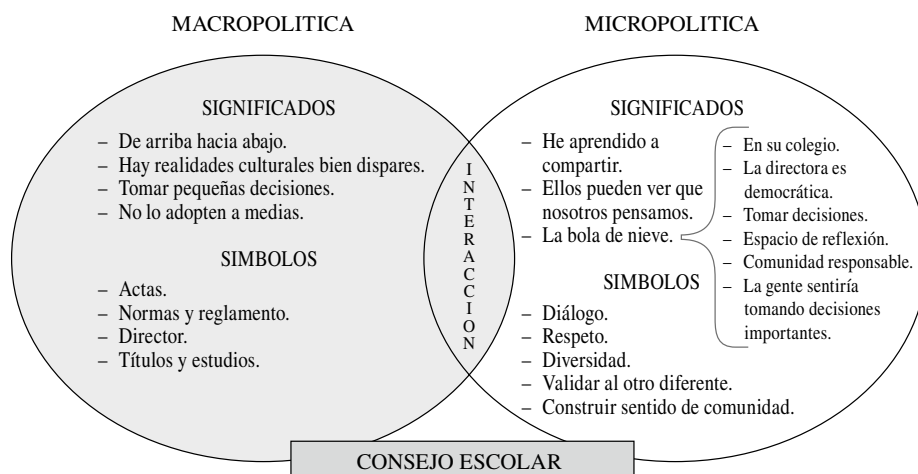 MACROPOLITICA
MICROPOLITICA
SIGNIFICADOS
– De arriba hacia abajo.
– Hay realidades culturales bien dispares.
– Tomar pequeñas decisiones.
– No lo adopten a medias.
SIMBOLOS
– Actas.
– Normas y reglamento.
– Director.
– Títulos y estudios.
INTERACCION
SIGNIFICADOS
– He aprendido a
compartir.
– Ellos pueden ver que
nosotros pensamos.
– La bola de nieve.
– En su colegio.
– La directora es
democrática.
– Tomar decisiones.
– Espacio de reflexión.
– Comunidad responsable.
– La gente sentiría
tomando decisiones
importantes.
SIMBOLOS
– Diálogo.
– Respeto.
– Diversidad.
– Validar al otro diferente.
– Construir sentido de comunidad.
CONSEJO ESCOLAR